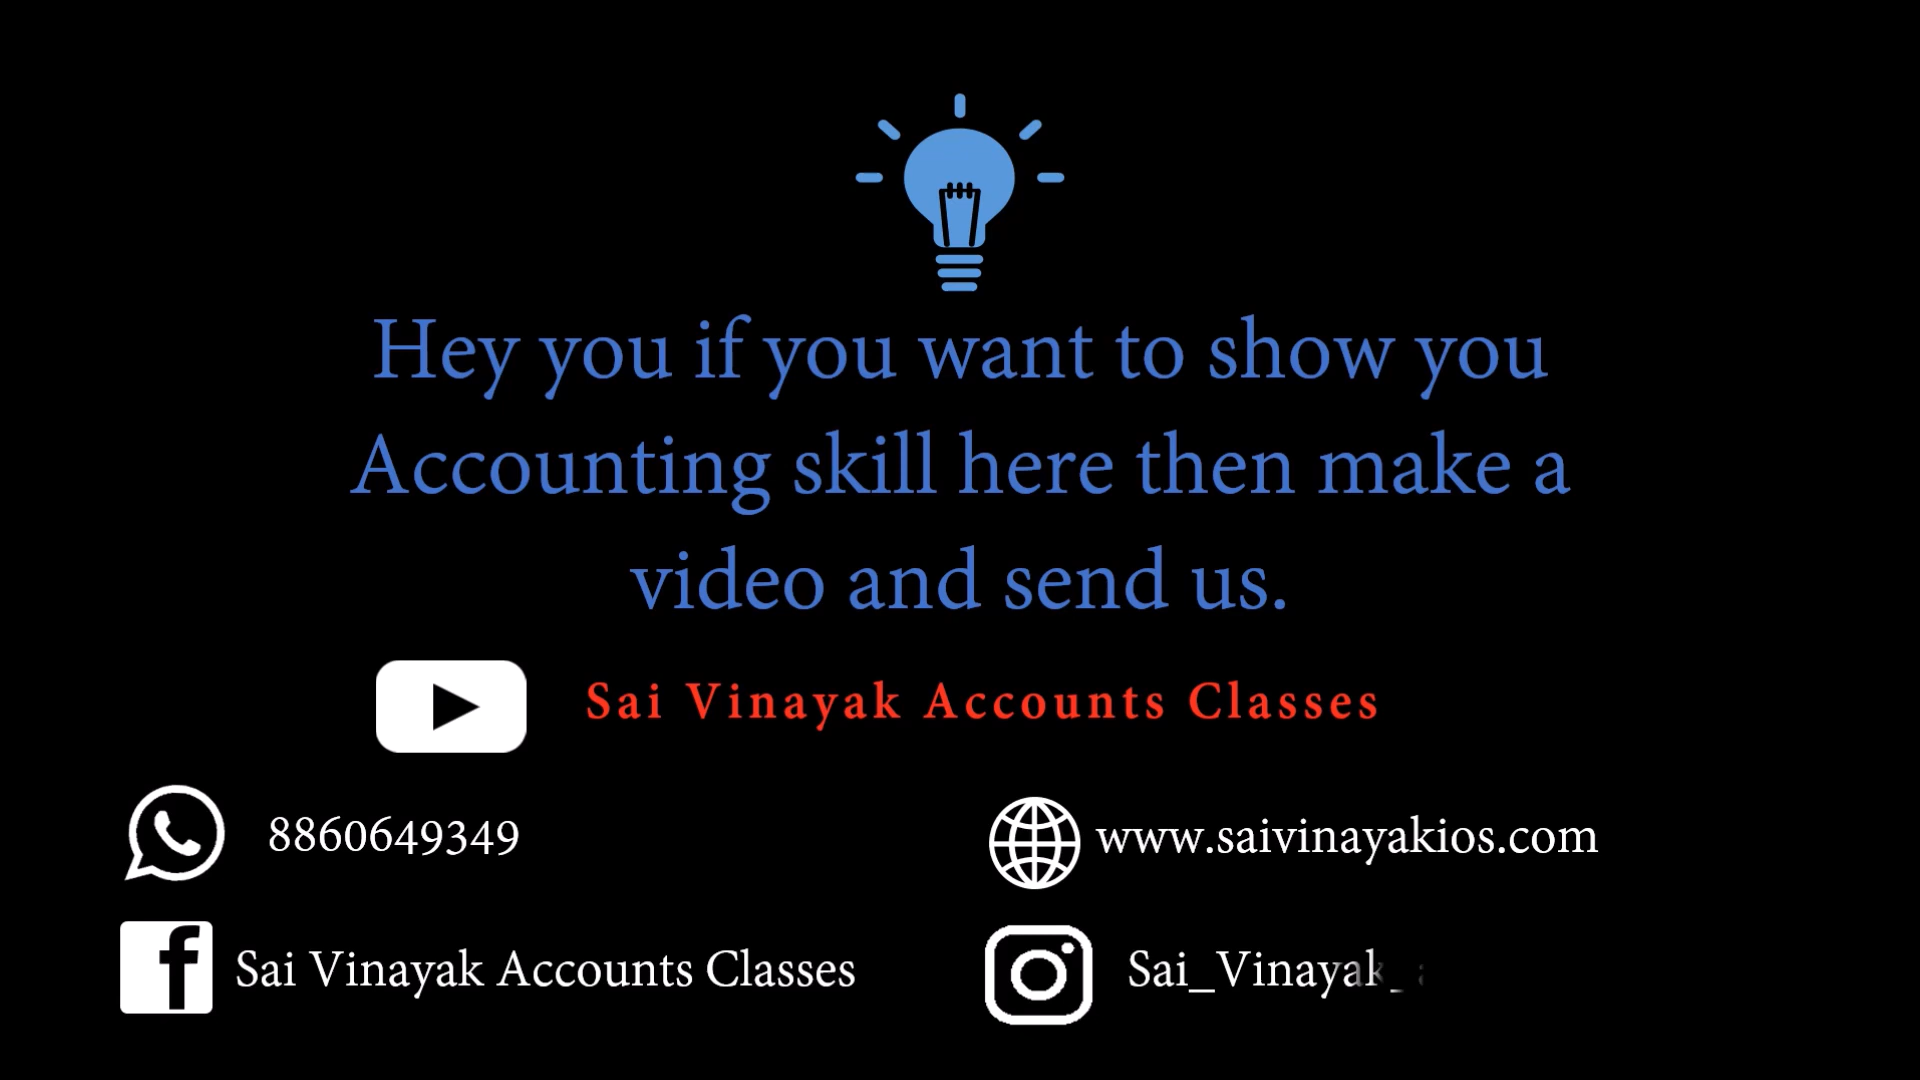 Hey you if you want to show you
Accounting skill here then make a
video and send us.
Sai Vinayak Accounts Classes
8860649349
www.saivinayakios.com
Sai Vinayak Accounts Classes
Sai_Vinayak_